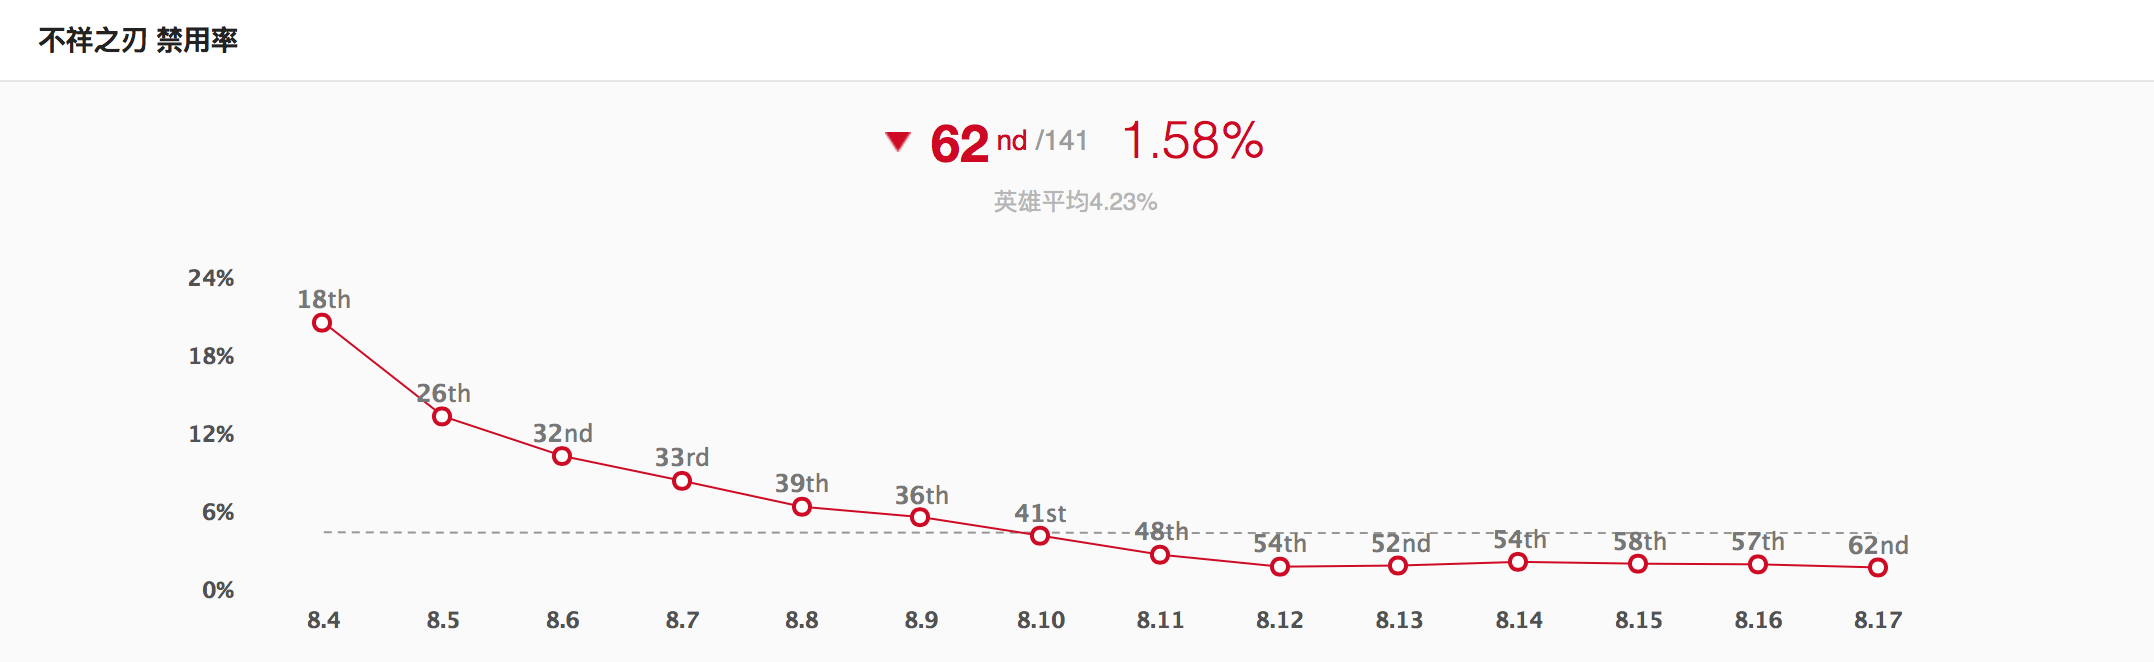 不祥之刃 禁用率
▼ 62 nd /141 1.58%
英雄平均4.23%
24%
18th
18%
26th
12%
32nd
33rd
39th
36th
6%
41st
48th
54th
52nd
54th
58th
57th
62nd
0%
8.4 8.5 8.6 8.7 8.8 8.9 8.10 8.11 8.12 8.13 8.14 8.15 8.16 8.17